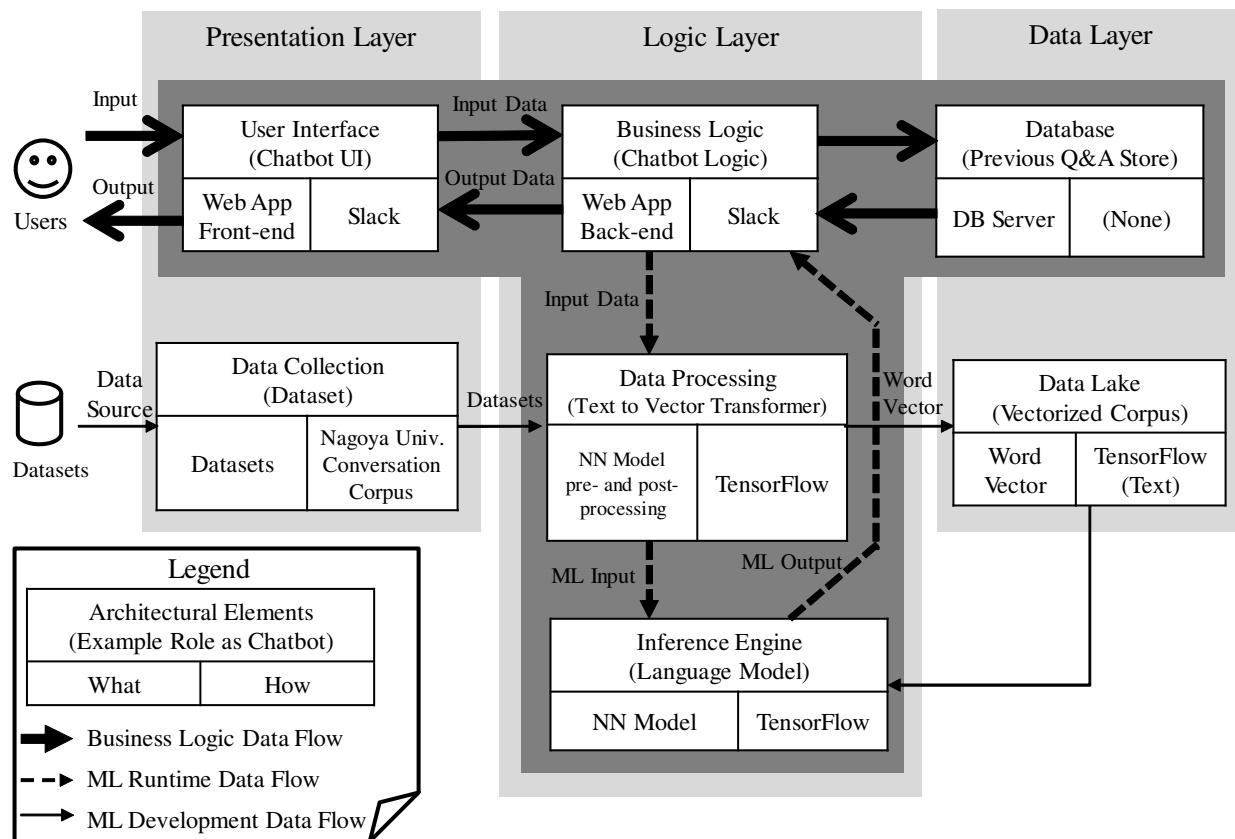 Presentation Layer
Logic Layer
Data Layer
Input
Input Data
User Interface
(Chatbot UI)
Business Logic
(Chatbot Logic)
Database
(Previous Q&A Store)
Output
Output Data
Users
Web App
Front-end
Slack
Web App
Back-end
Slack
DB Server
(None)
Input Data
Data
Source
Data Collection
(Dataset)
Datasets
Data Processing
(Text to Vector Transformer)
Word
Vector
Data Lake
(Vectorized Corpus)
Datasets
Datasets
Nagoya Univ.
Conversation
Corpus
NN Model
pre- and post-
processing
TensorFlow
Word
Vector
TensorFlow
(Text)
ML Input
ML Output
Inference Engine
(Language Model)
NN Model
TensorFlow
Legend
Architectural Elements
(Example Role as Chatbot)
What
How
Business Logic Data Flow
ML Runtime Data Flow
ML Development Data Flow